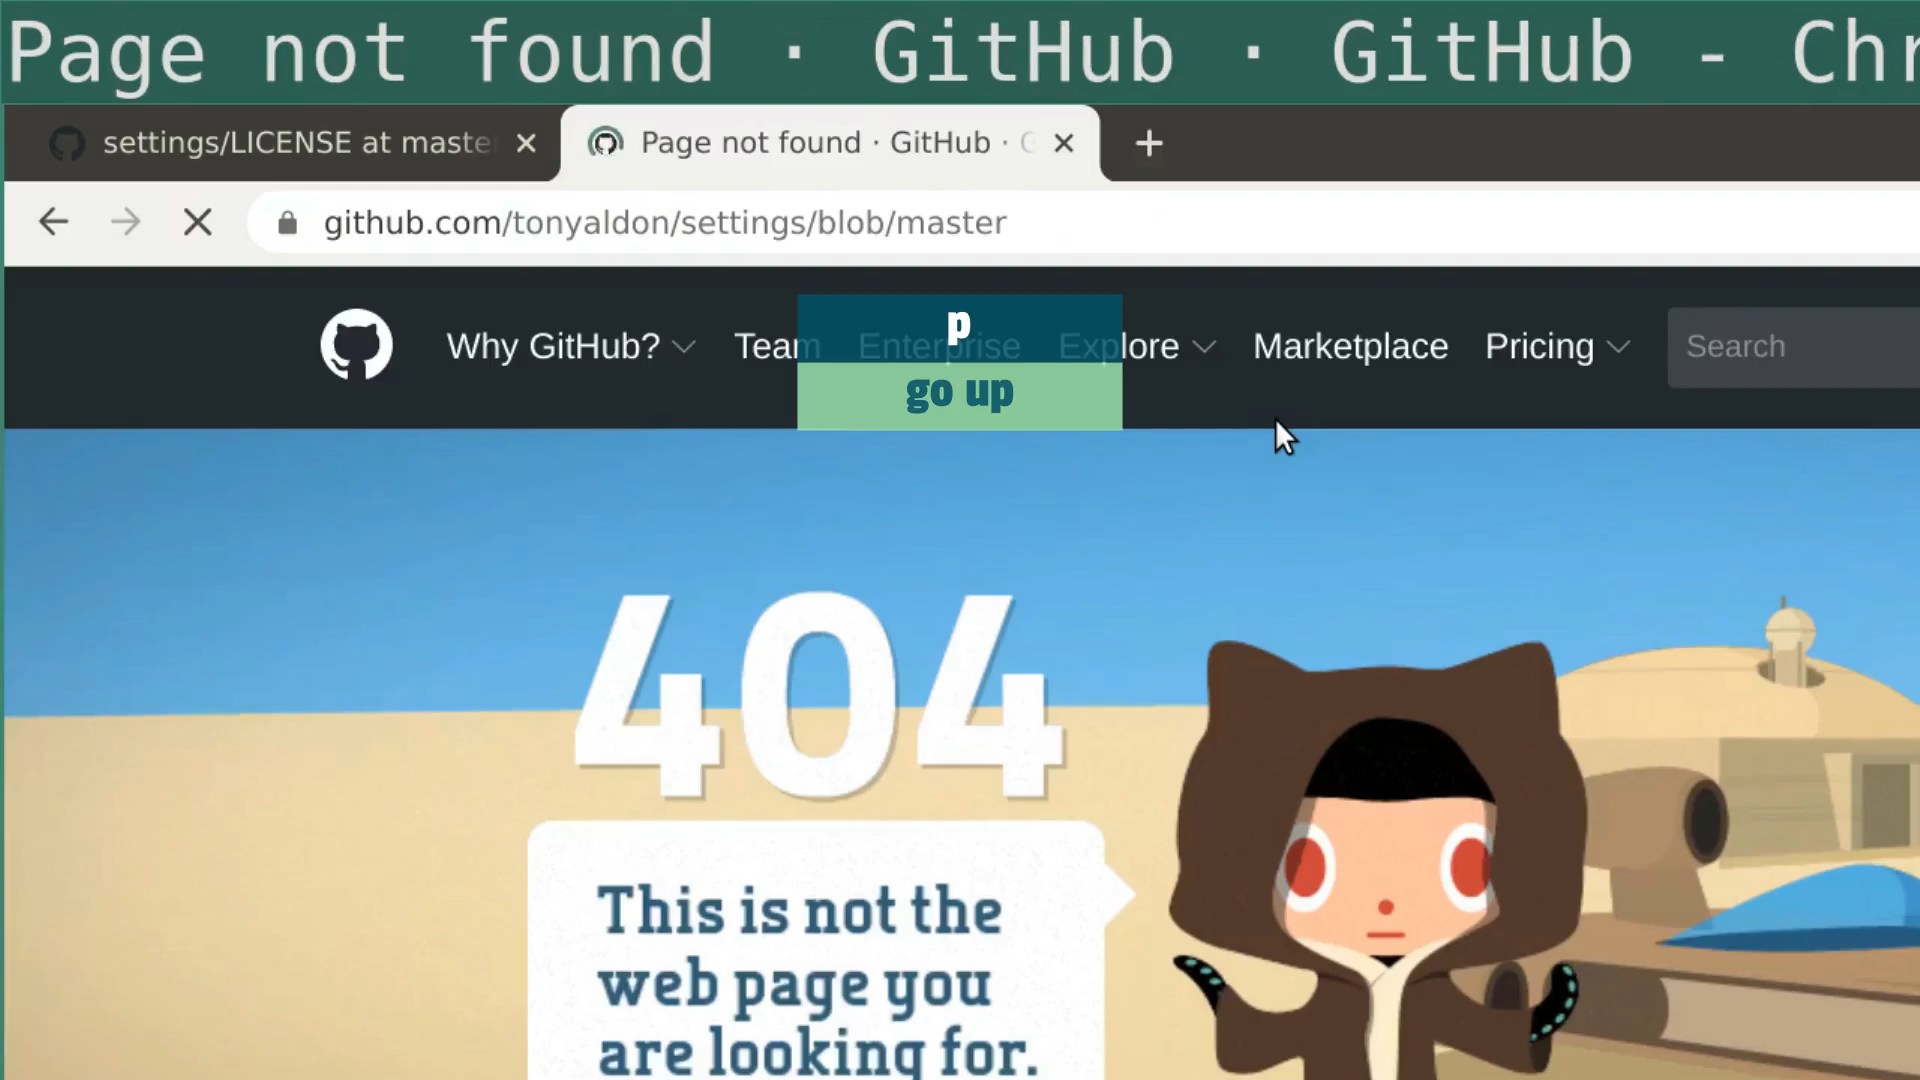 Page not found · GitHub · GitHub - Chr
settings/LICENSE at maste
Page not found · GitHub ·
github.com/tonyaldon/settings/blob/master
Why GitHub? Team Enterprise Explore Marketplace Pricing Search
p
go up
404
This is not the
web page you
are looking for.